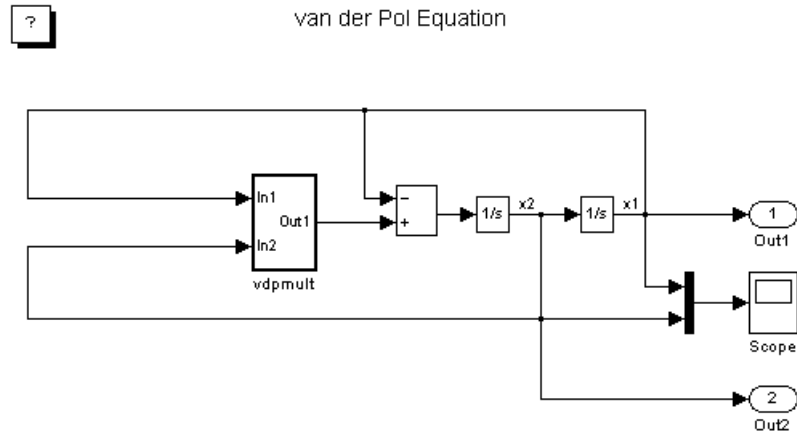 ?
van der Pol Equation
In1
Out1
In2
vdpmult
−
+
1/s
x2
1/s
x1
1
Out1
Scope
2
Out2